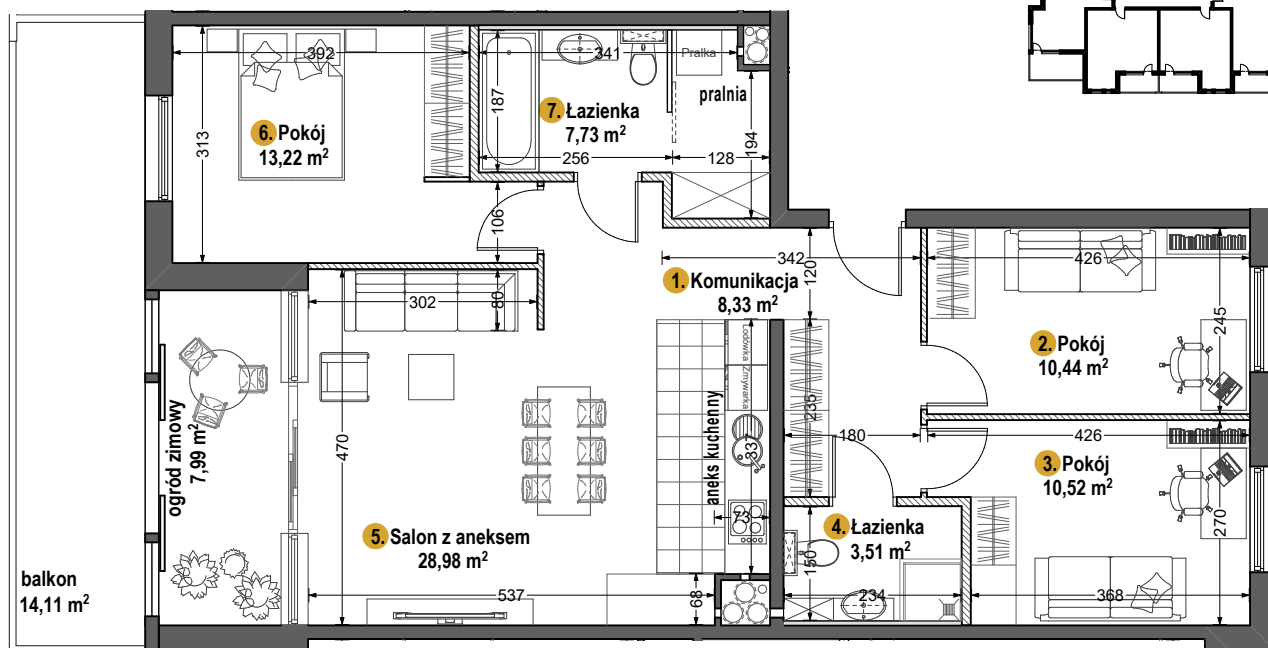 392
341
Pralka
pralnia
187
7. Łazienka
7,73 m²
194
256
128
6. Pokój
13,22 m²
313
106
342
120
1. Komunikacja
8,33 m²
426
245
2. Pokój
10,44 m²
302
80
Lodówka
Zmywarka
aneks kuchenny
337
73
235
180
426
3. Pokój
10,52 m²
270
ogród zimowy
7,99 m²
470
5. Salon z aneksem
28,98 m²
4. Łazienka
3,51 m²
150
234
368
balkon
14,11 m²
537
68